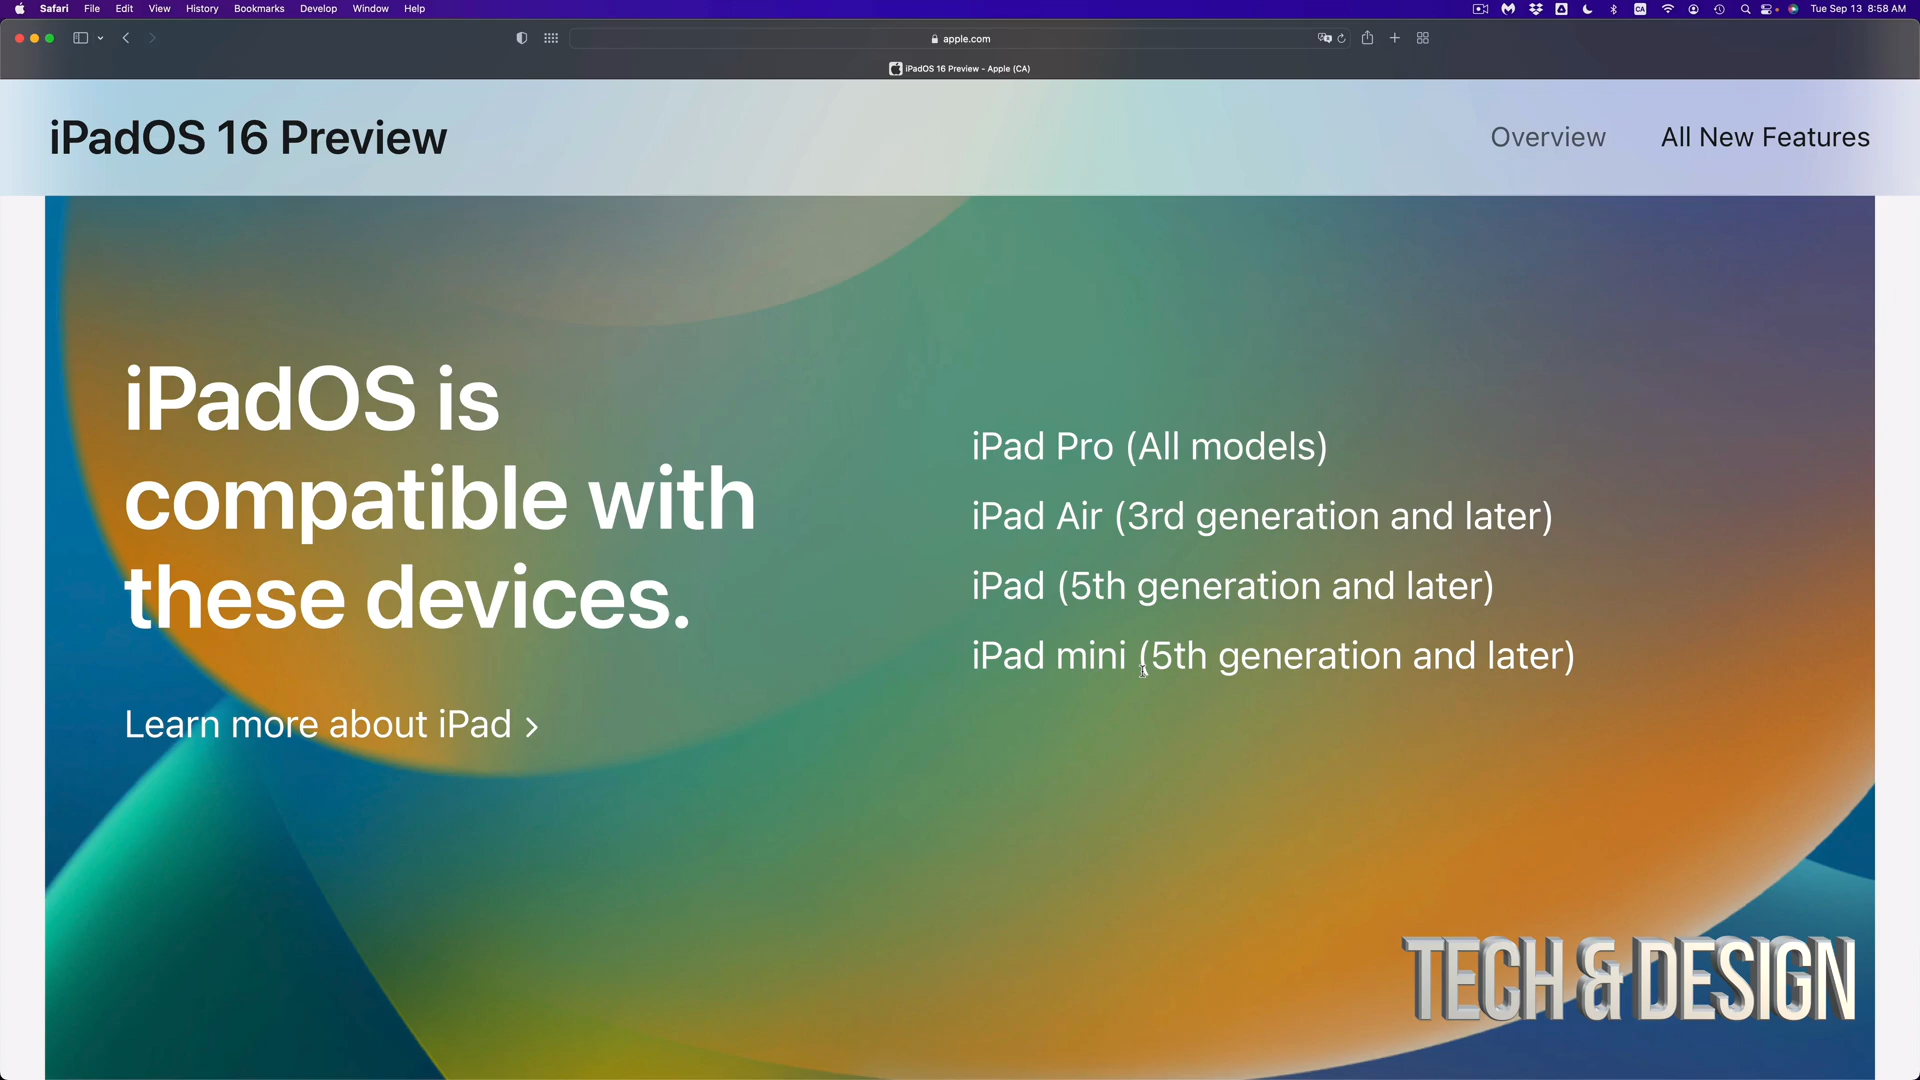 Safari File Edit View History Bookmarks Develop Window Help
CA
Tue Sep 13 8:58 AM
apple.com
iPadOS 16 Preview - Apple (CA)
iPadOS 16 Preview
Overview
All New Features
iPadOS is
compatible with
these devices.
Learn more about iPad >
iPad Pro (All models)
iPad Air (3rd generation and later)
iPad (5th generation and later)
iPad mini (5th generation and later)
TECH & DESIGN